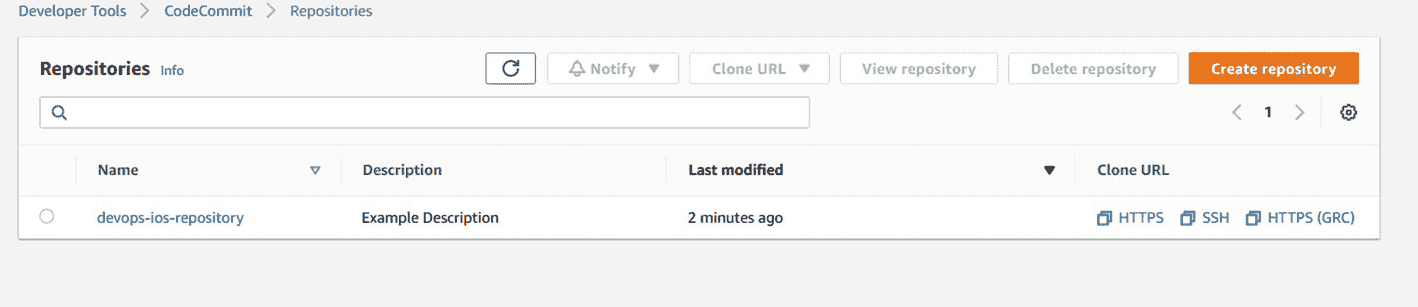 Developer Tools > CodeCommit > Repositories
Repositories Info Notify Clone URL View repository Delete repository Create repository
1
Name Description Last modified Clone URL
devops-ios-repository Example Description 2 minutes ago HTTPS SSH HTTPS (GRC)